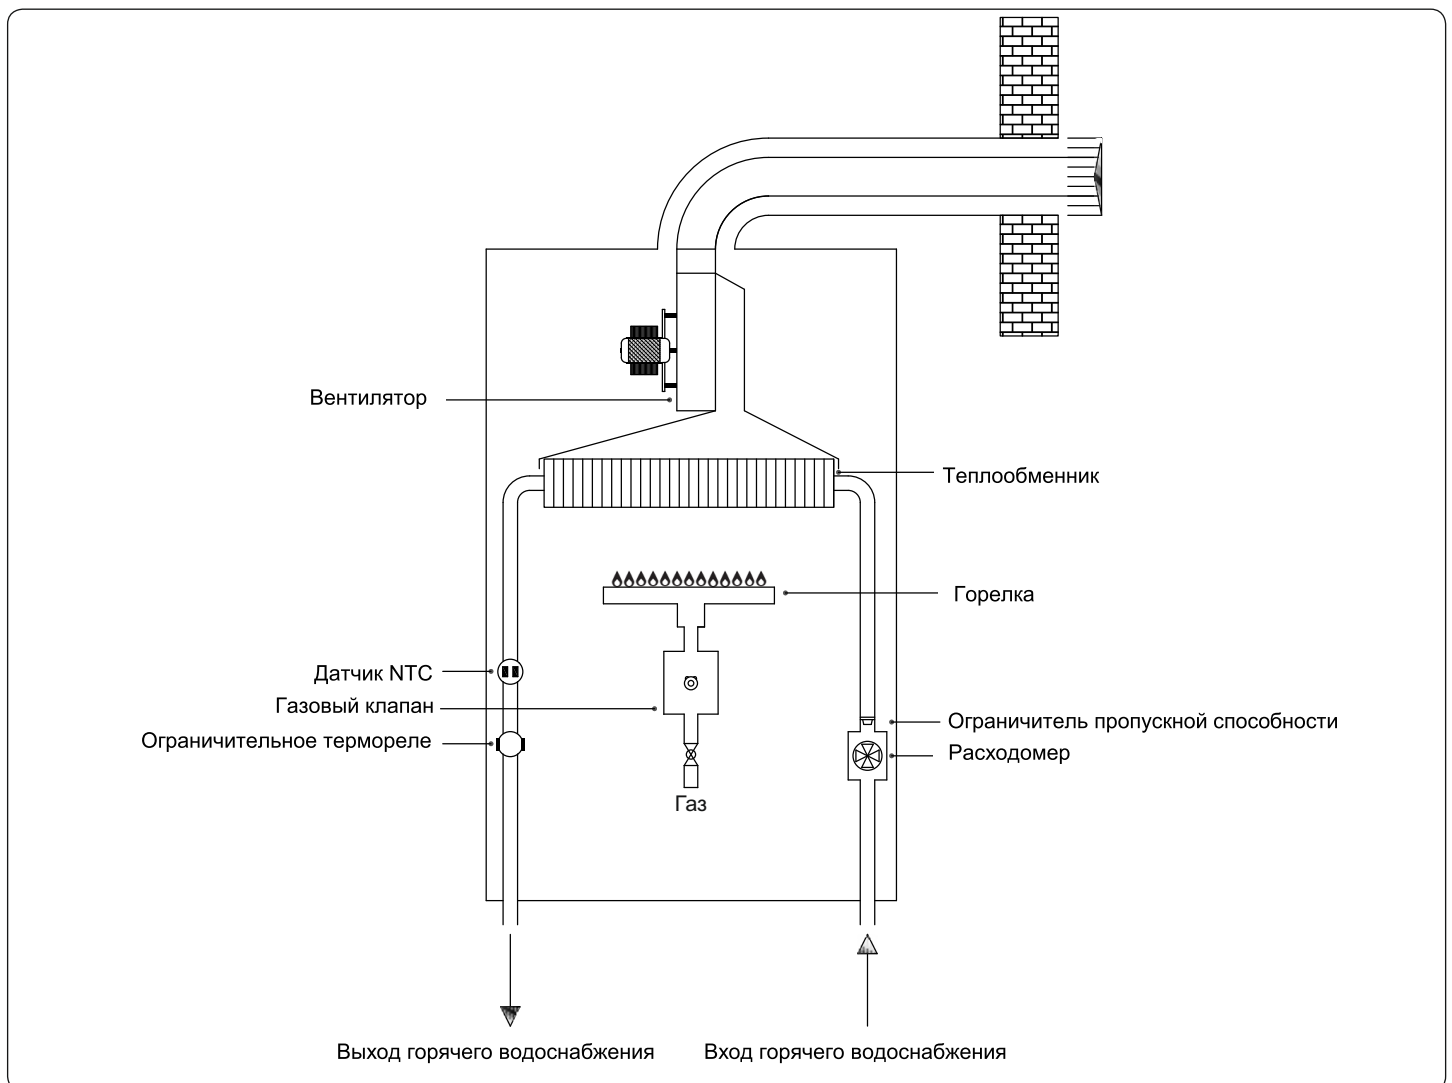 Вентилятор
Теплообменник
Горелка
Датчик NTC
Газовый клапан
Ограничительное термореле
Ограничитель пропускной способности
Расходомер
Газ
Выход горячего водоснабжения
Вход горячего водоснабжения